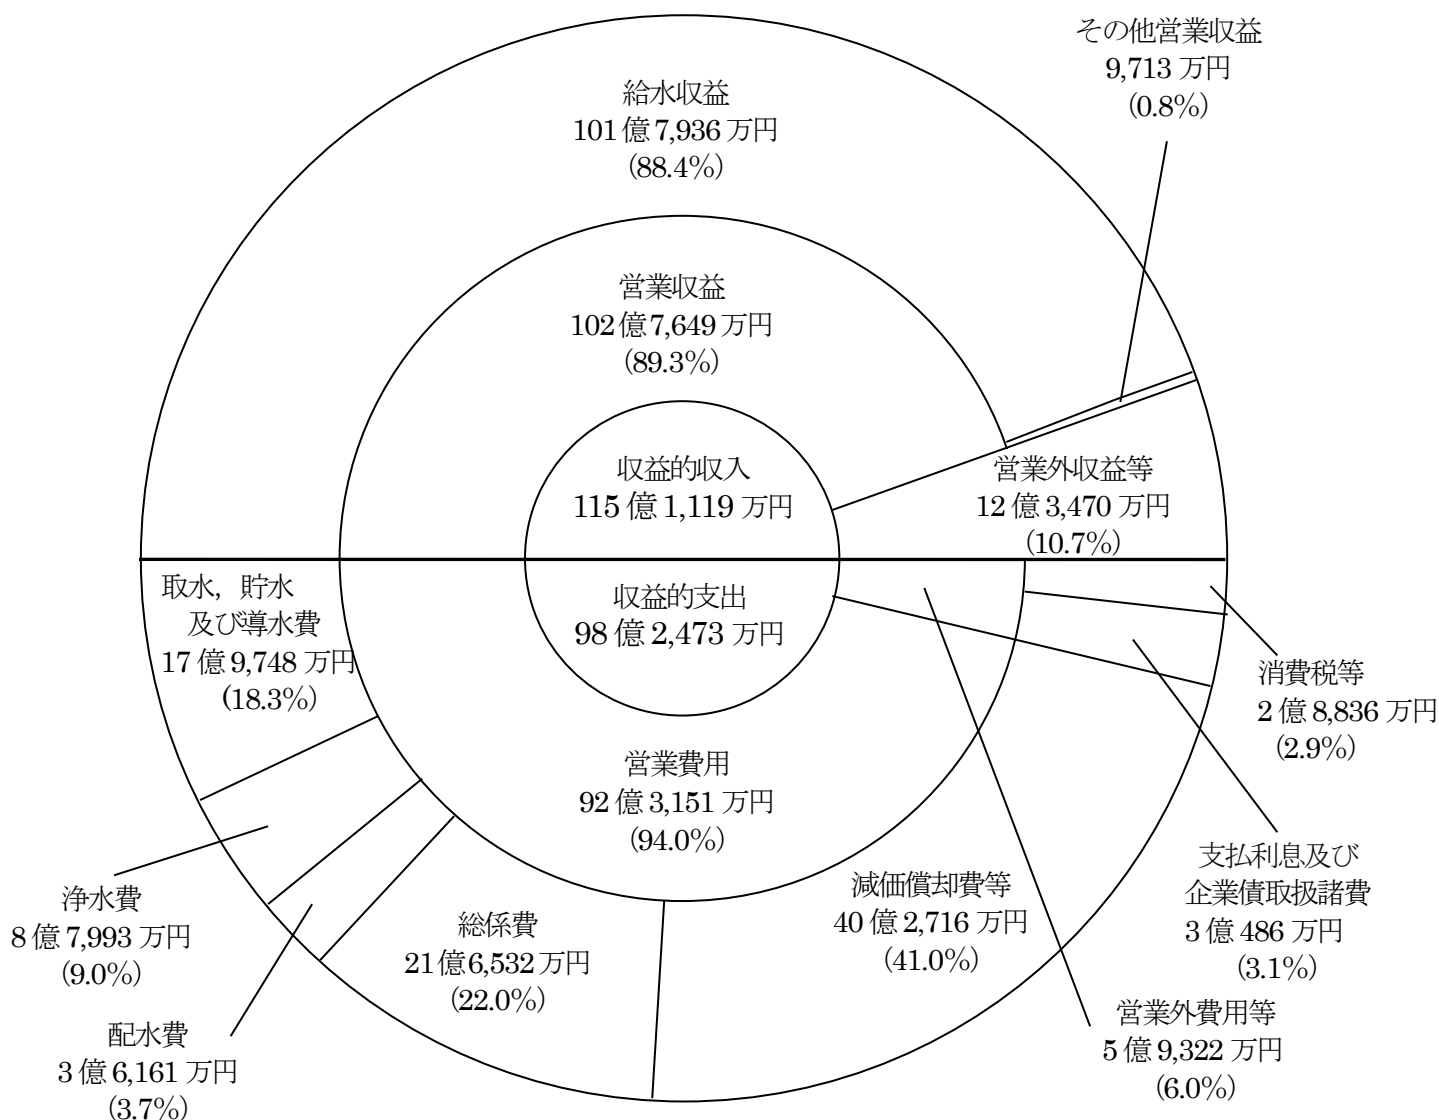 その他営業収益
9,713 万円
(0.8%)
給水収益
101億 7,936 万円
(88.4%)
営業収益
102億 7,649 万円
(89.3%)
収益的収入
115 億 1,119 万円
営業外収益等
12 億 3,470 万円
(10.7%)
収益的支出
98 億 2,473 万円
取水，貯水
及び導水費
17 億 9,748 万円
(18.3%)
営業費用
92 億 3,151 万円
(94.0%)
消費税等
2 億 8,836 万円
(2.9%)
支払利息及び
企業債取扱諸費
3 億 486 万円
(3.1%)
減価償却費等
40 億 2,716 万円
(41.0%)
浄水費
8 億 7,993 万円
(9.0%)
総係費
21 億 6,532 万円
(22.0%)
営業外費用等
5 億 9,322 万円
(6.0%)
配水費
3 億 6,161 万円
(3.7%)